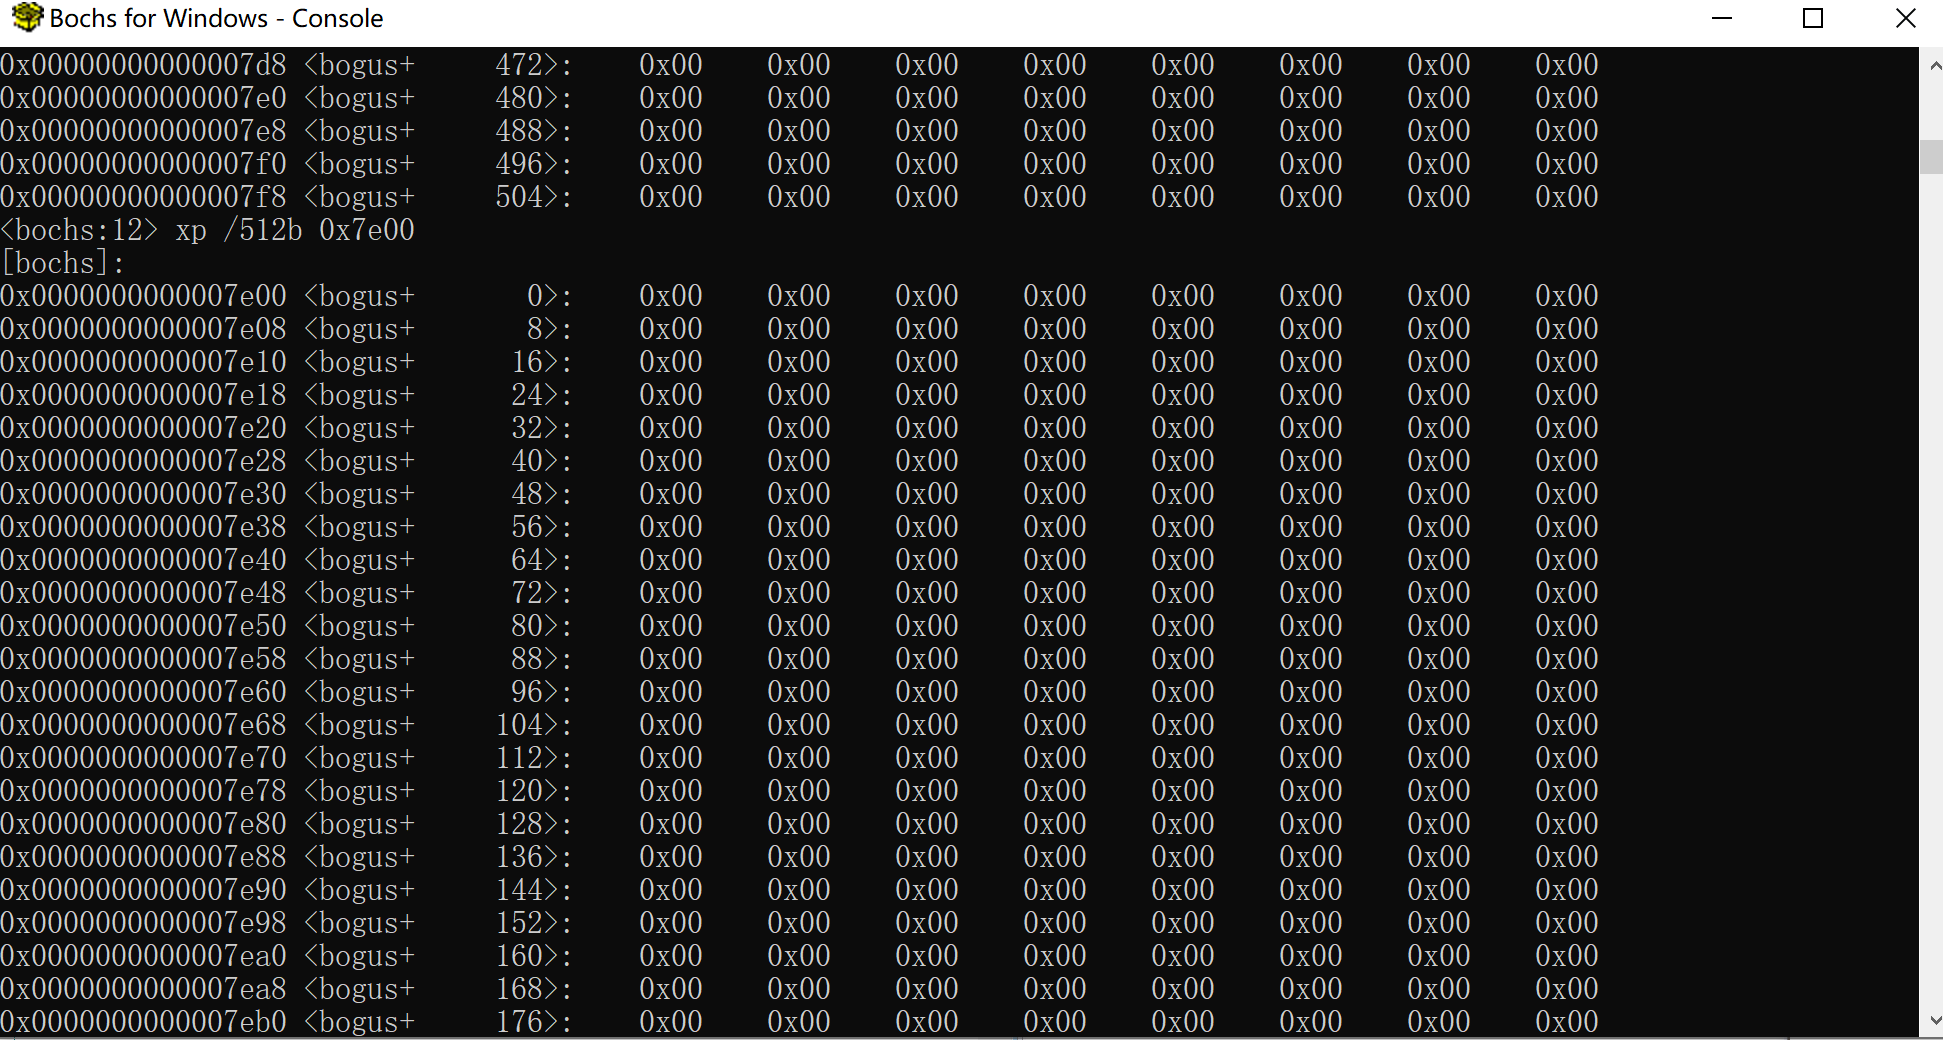 Bochs for Windows - Console
0x00000000000007d8 <bogus+     472>:    0x00    0x00    0x00    0x00    0x00    0x00    0x00    0x00
0x00000000000007e0 <bogus+     480>:    0x00    0x00    0x00    0x00    0x00    0x00    0x00    0x00
0x00000000000007e8 <bogus+     488>:    0x00    0x00    0x00    0x00    0x00    0x00    0x00    0x00
0x00000000000007f0 <bogus+     496>:    0x00    0x00    0x00    0x00    0x00    0x00    0x00    0x00
0x00000000000007f8 <bogus+     504>:    0x00    0x00    0x00    0x00    0x00    0x00    0x00    0x00
<bochs:12> xp /512b 0x7e00
[bochs]:
0x0000000000007e00 <bogus+       0>:    0x00    0x00    0x00    0x00    0x00    0x00    0x00    0x00
0x0000000000007e08 <bogus+       8>:    0x00    0x00    0x00    0x00    0x00    0x00    0x00    0x00
0x0000000000007e10 <bogus+      16>:    0x00    0x00    0x00    0x00    0x00    0x00    0x00    0x00
0x0000000000007e18 <bogus+      24>:    0x00    0x00    0x00    0x00    0x00    0x00    0x00    0x00
0x0000000000007e20 <bogus+      32>:    0x00    0x00    0x00    0x00    0x00    0x00    0x00    0x00
0x0000000000007e28 <bogus+      40>:    0x00    0x00    0x00    0x00    0x00    0x00    0x00    0x00
0x0000000000007e30 <bogus+      48>:    0x00    0x00    0x00    0x00    0x00    0x00    0x00    0x00
0x0000000000007e38 <bogus+      56>:    0x00    0x00    0x00    0x00    0x00    0x00    0x00    0x00
0x0000000000007e40 <bogus+      64>:    0x00    0x00    0x00    0x00    0x00    0x00    0x00    0x00
0x0000000000007e48 <bogus+      72>:    0x00    0x00    0x00    0x00    0x00    0x00    0x00    0x00
0x0000000000007e50 <bogus+      80>:    0x00    0x00    0x00    0x00    0x00    0x00    0x00    0x00
0x0000000000007e58 <bogus+      88>:    0x00    0x00    0x00    0x00    0x00    0x00    0x00    0x00
0x0000000000007e60 <bogus+      96>:    0x00    0x00    0x00    0x00    0x00    0x00    0x00    0x00
0x0000000000007e68 <bogus+     104>:    0x00    0x00    0x00    0x00    0x00    0x00    0x00    0x00
0x0000000000007e70 <bogus+     112>:    0x00    0x00    0x00    0x00    0x00    0x00    0x00    0x00
0x0000000000007e78 <bogus+     120>:    0x00    0x00    0x00    0x00    0x00    0x00    0x00    0x00
0x0000000000007e80 <bogus+     128>:    0x00    0x00    0x00    0x00    0x00    0x00    0x00    0x00
0x0000000000007e88 <bogus+     136>:    0x00    0x00    0x00    0x00    0x00    0x00    0x00    0x00
0x0000000000007e90 <bogus+     144>:    0x00    0x00    0x00    0x00    0x00    0x00    0x00    0x00
0x0000000000007e98 <bogus+     152>:    0x00    0x00    0x00    0x00    0x00    0x00    0x00    0x00
0x0000000000007ea0 <bogus+     160>:    0x00    0x00    0x00    0x00    0x00    0x00    0x00    0x00
0x0000000000007ea8 <bogus+     168>:    0x00    0x00    0x00    0x00    0x00    0x00    0x00    0x00
0x0000000000007eb0 <bogus+     176>:    0x00    0x00    0x00    0x00    0x00    0x00    0x00    0x00